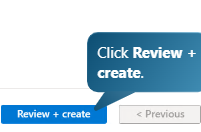 Click Review +
create.
Review + create
< Previous